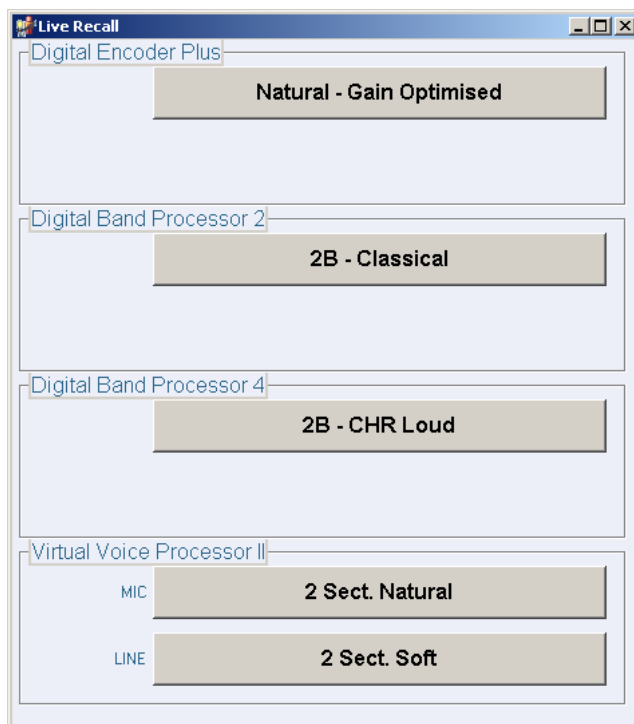 Live Recall
Digital Encoder Plus
Natural - Gain Optimised
Digital Band Processor 2
2B - Classical
Digital Band Processor 4
2B - CHR Loud
Virtual Voice Processor II
MIC 2 Sect. Natural
LINE 2 Sect. Soft